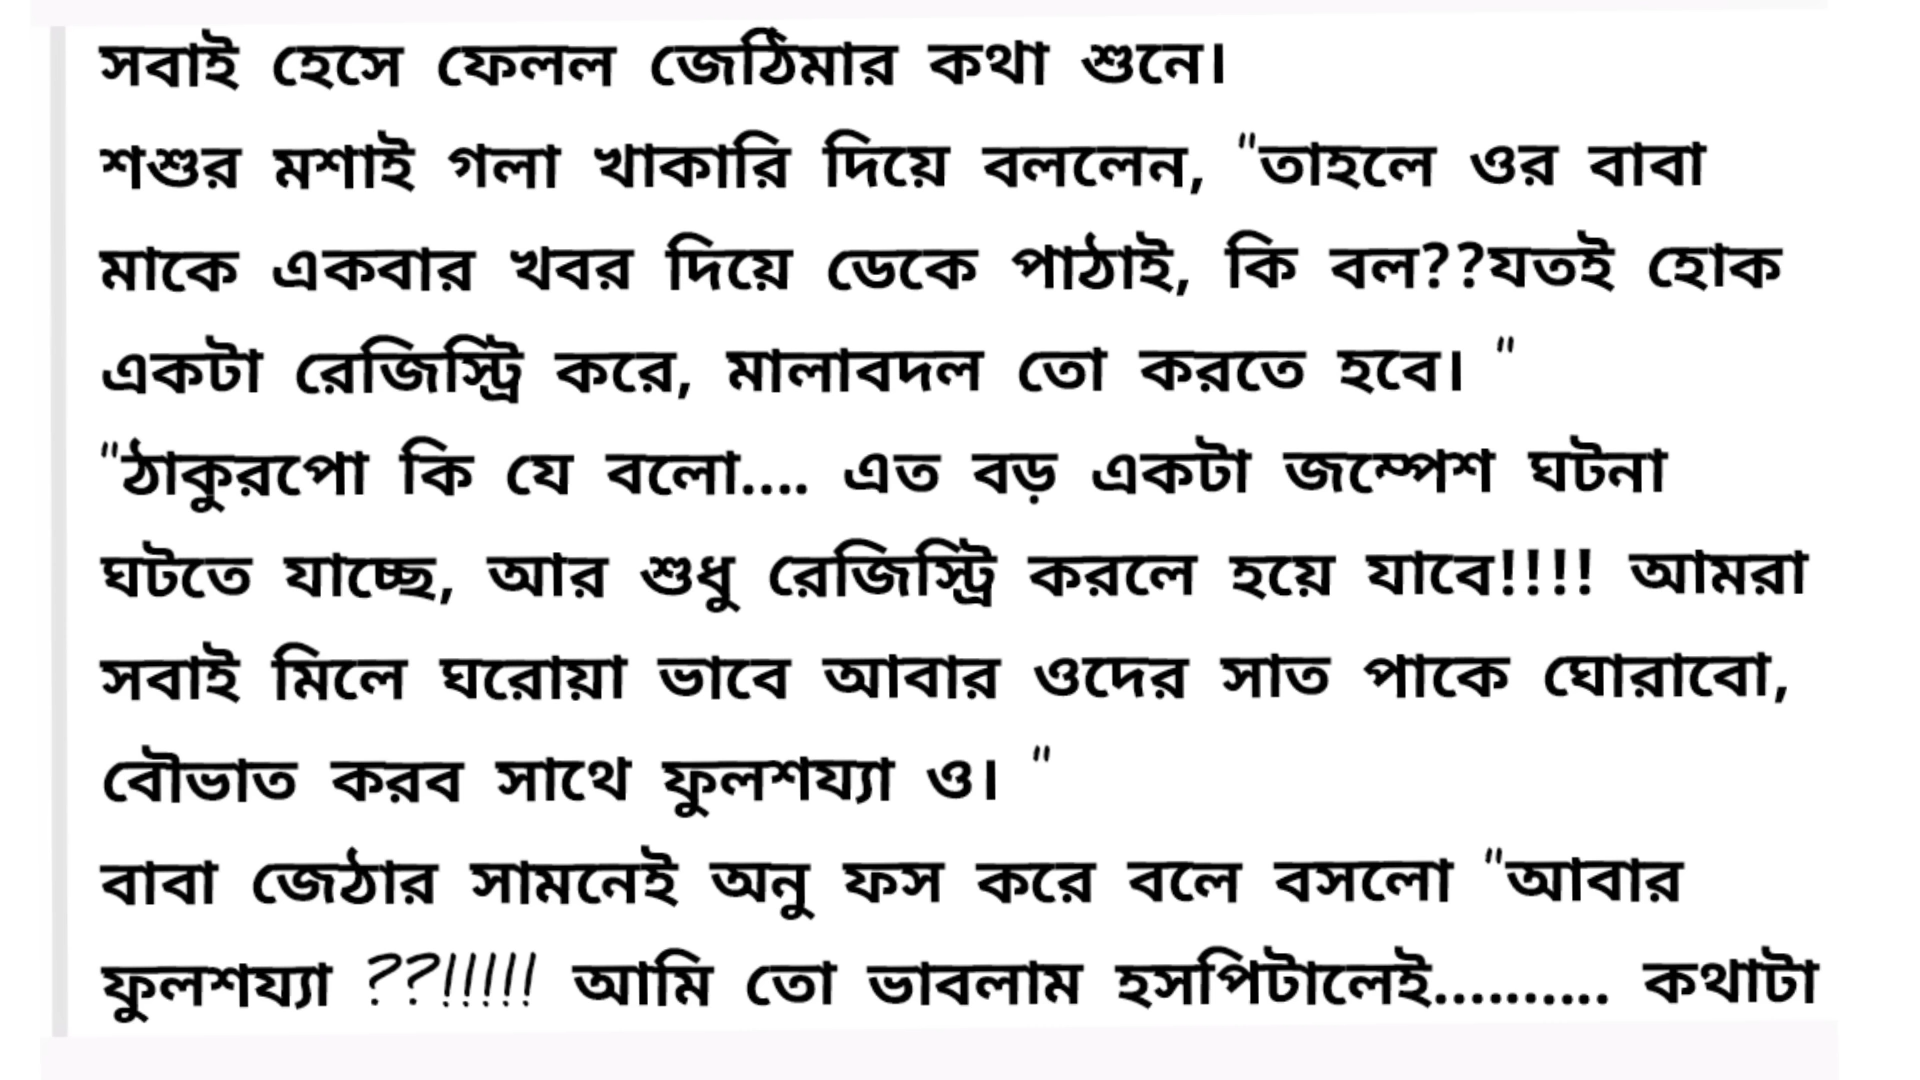 সবাই হেসে ফেলল জেঠিমার কথা শুনে।
শশুর মশাই গলা খাকারি দিয়ে বললেন, "তাহলে ওর বাবা
মাকে একবার খবর দিয়ে ডেকে পাঠাই, কি বল??যতই হোক
একটা রেজিস্ট্রি করে, মালাবদল তো করতে হবে। "
"ঠাকুরপো কি যে বলো.... এত বড় একটা জম্পেশ ঘটনা
ঘটতে যাচ্ছে, আর শুধু রেজিস্ট্রি করলে হয়ে যাবে!!!! আমরা
সবাই মিলে ঘরোয়া ভাবে আবার ওদের সাত পাকে ঘোরাবো,
বৌভাত করব সাথে ফুলশয্যা ও। "
বাবা জেঠার সামনেই অনু ফস করে বলে বসলো "আবার
ফুলশয্যা ??!!!!! আমি তো ভাবলাম হসপিটালেই.......... কথাটা